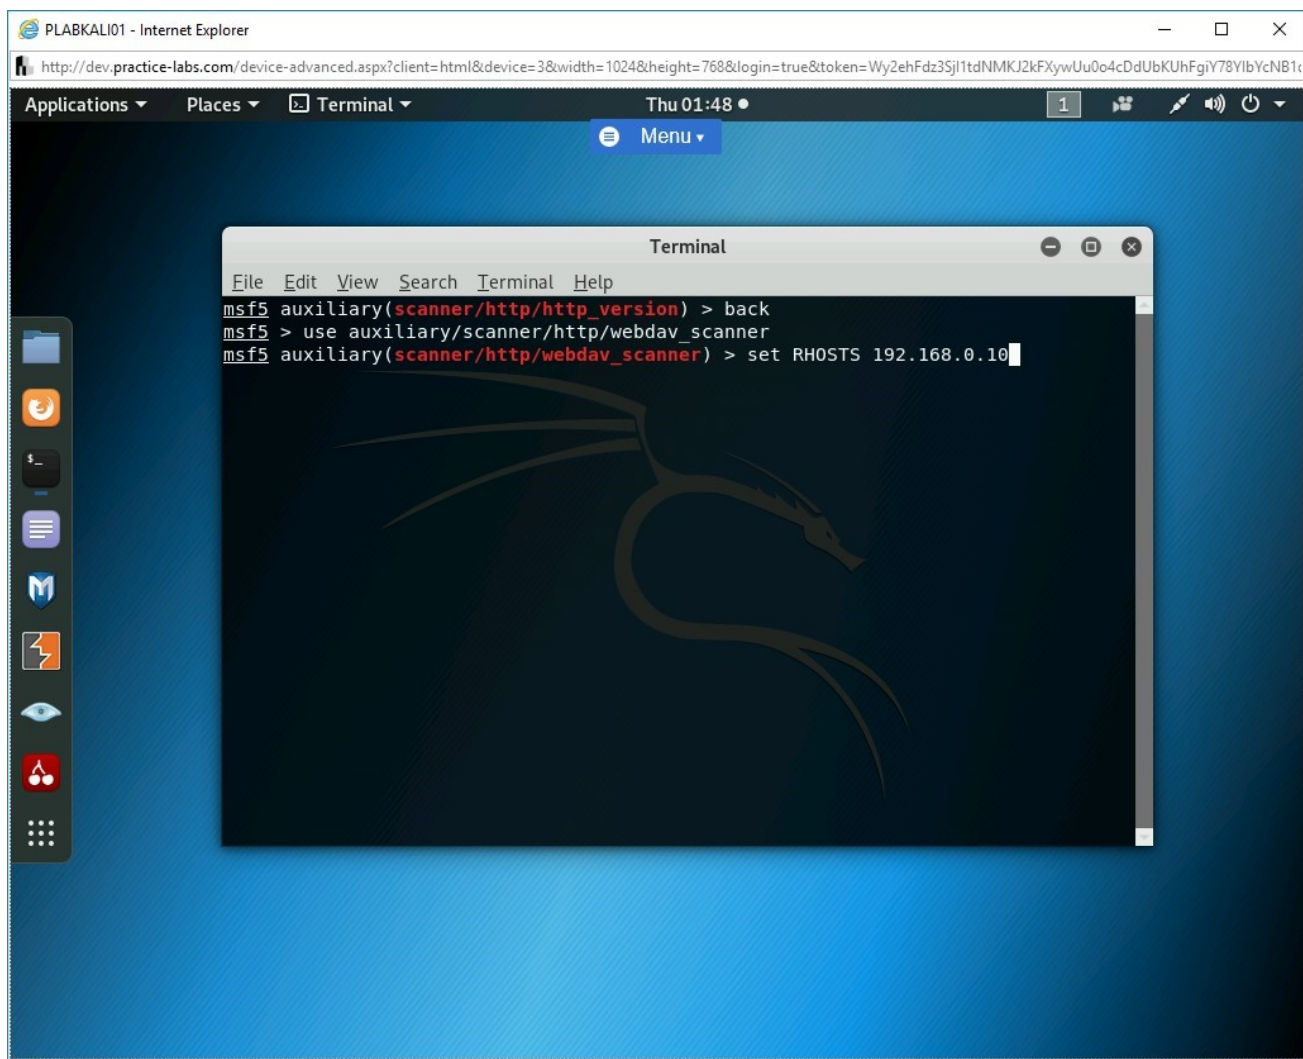 PLABKALI01 - Internet Explorer
http://dev.practice-labs.com/device-advanced.aspx?client=html&device=3&width=1024&height=768&login=true&token=
Applications Places Terminal Thu 01:48 1
Menu
Terminal
File Edit View Search Terminal Help
msf5 auxiliary(scanner/http/http_version) > back
msf5 > use auxiliary/scanner/http/webdav_scanner
msf5 auxiliary(scanner/http/webdav_scanner) > set RHOSTS 192.168.0.10
$_